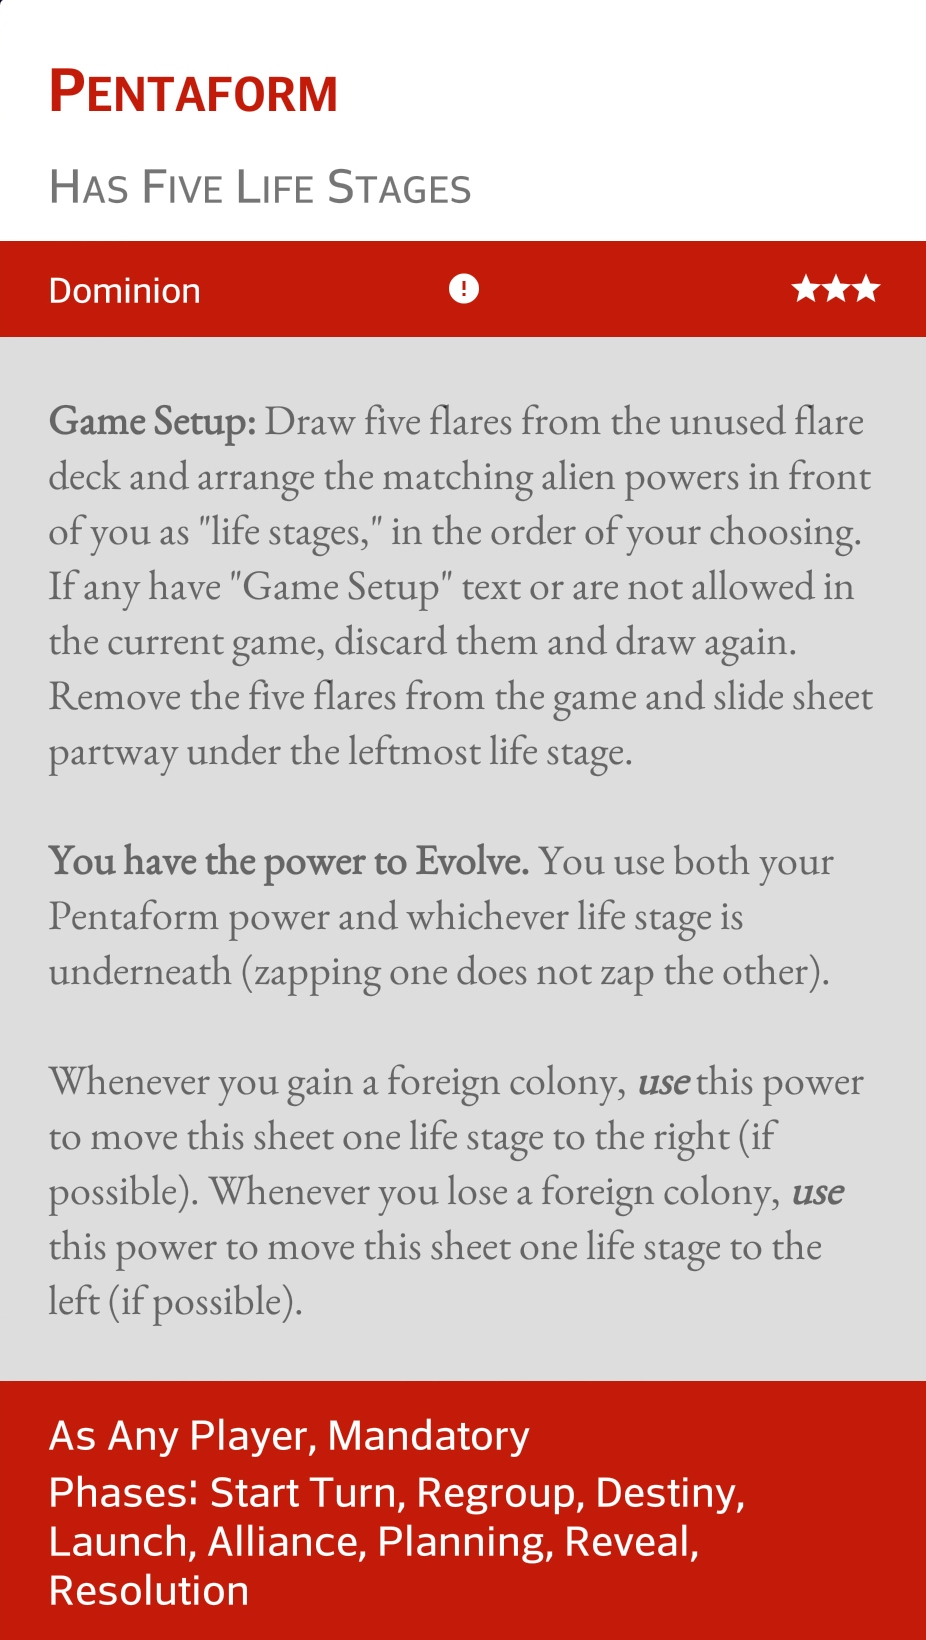 PENTAFORM
HAS FIVE LIFE STAGES
Dominion ! ★★★
Game Setup: Draw five flares from the unused flare
deck and arrange the matching alien powers in front
of you as "life stages," in the order of your choosing.
If any have "Game Setup" text or are not allowed in
the current game, discard them and draw again.
Remove the five flares from the game and slide sheet
partway under the leftmost life stage.
You have the power to Evolve. You use both your
Pentaform power and whichever life stage is
underneath (zapping one does not zap the other).
Whenever you gain a foreign colony, use this power
to move this sheet one life stage to the right (if
possible). Whenever you lose a foreign colony, use
this power to move this sheet one life stage to the
left (if possible).
As Any Player, Mandatory
Phases: Start Turn, Regroup, Destiny,
Launch, Alliance, Planning, Reveal,
Resolution